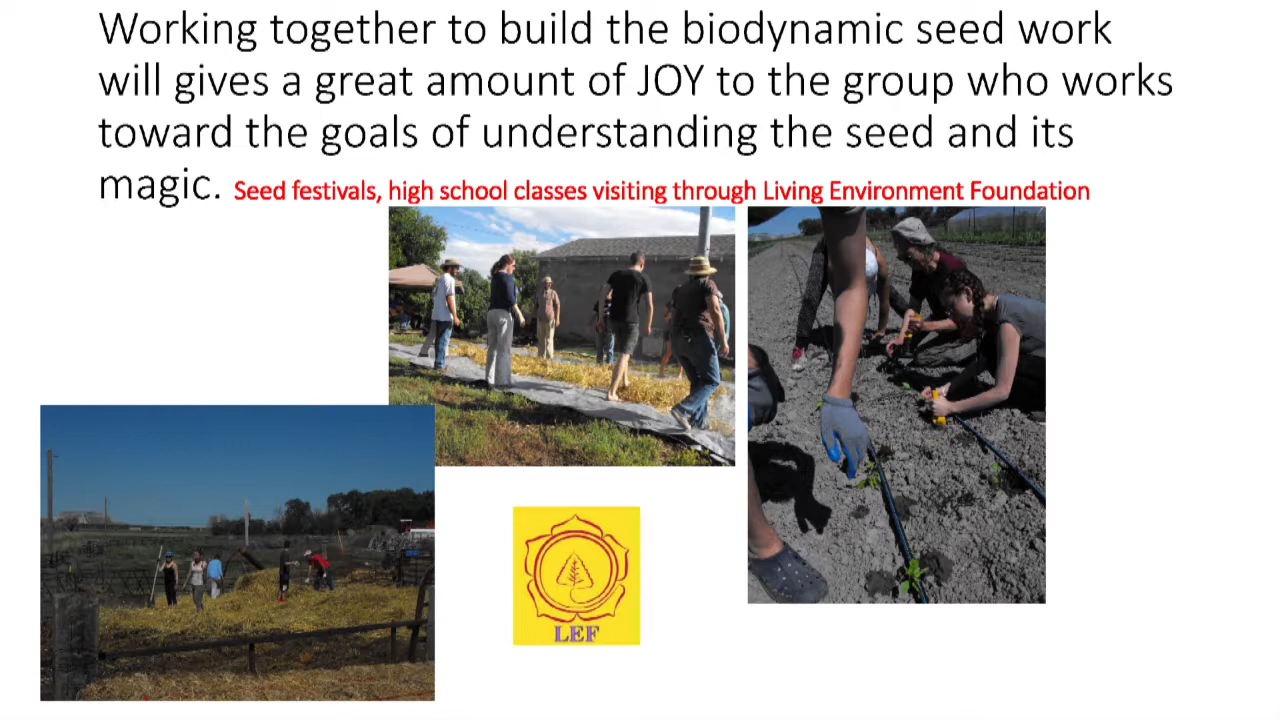 Working together to build the biodynamic seed work
will gives a great amount of JOY to the group who works
toward the goals of understanding the seed and its
magic. Seed festivals, high school classes visiting through Living Environment Foundation
LEF